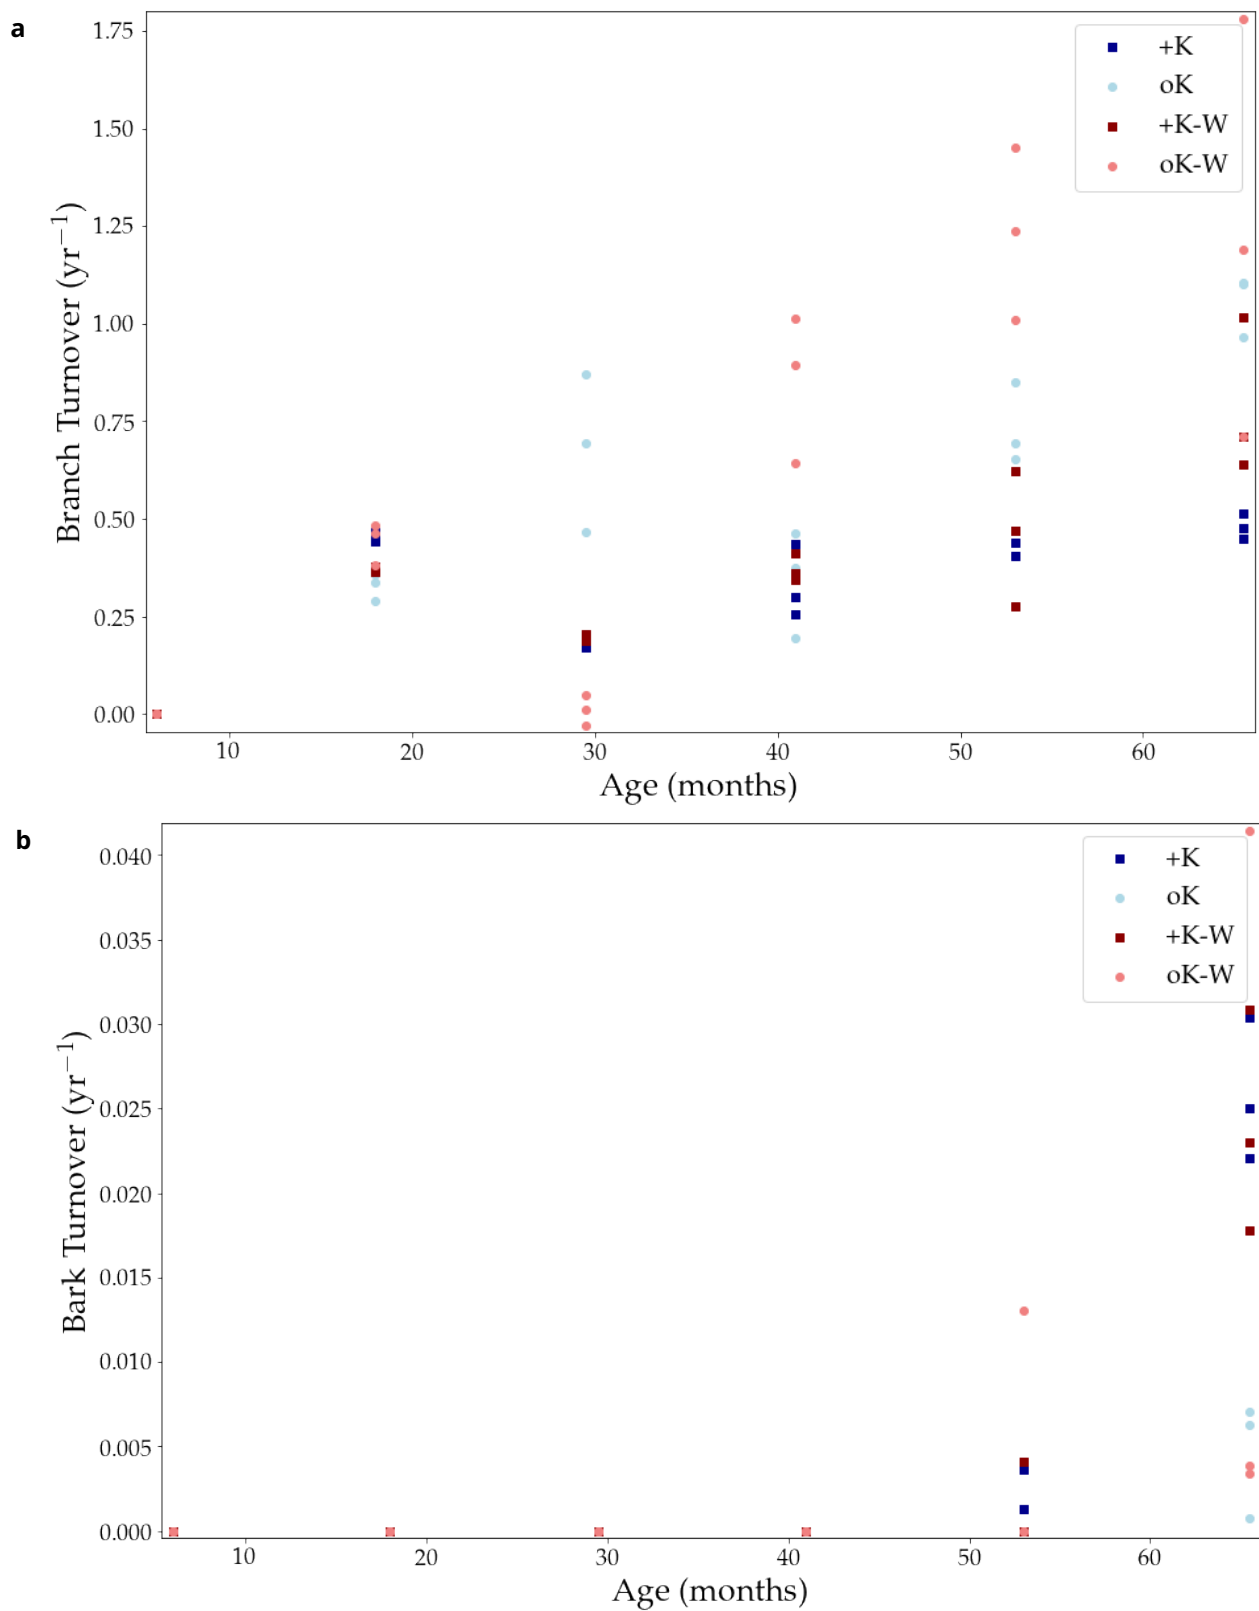 a
1.75
1.50
1.25
1.00
0.75
0.50
0.25
0.00
Branch Turnover (yr⁻¹)
+K
oK
+K-W
oK-W
10 20 30 40 50 60
Age (months)
b
0.040
0.035
0.030
0.025
0.020
0.015
0.010
0.005
0.000
Bark Turnover (yr⁻¹)
+K
oK
+K-W
oK-W
10 20 30 40 50 60
Age (months)